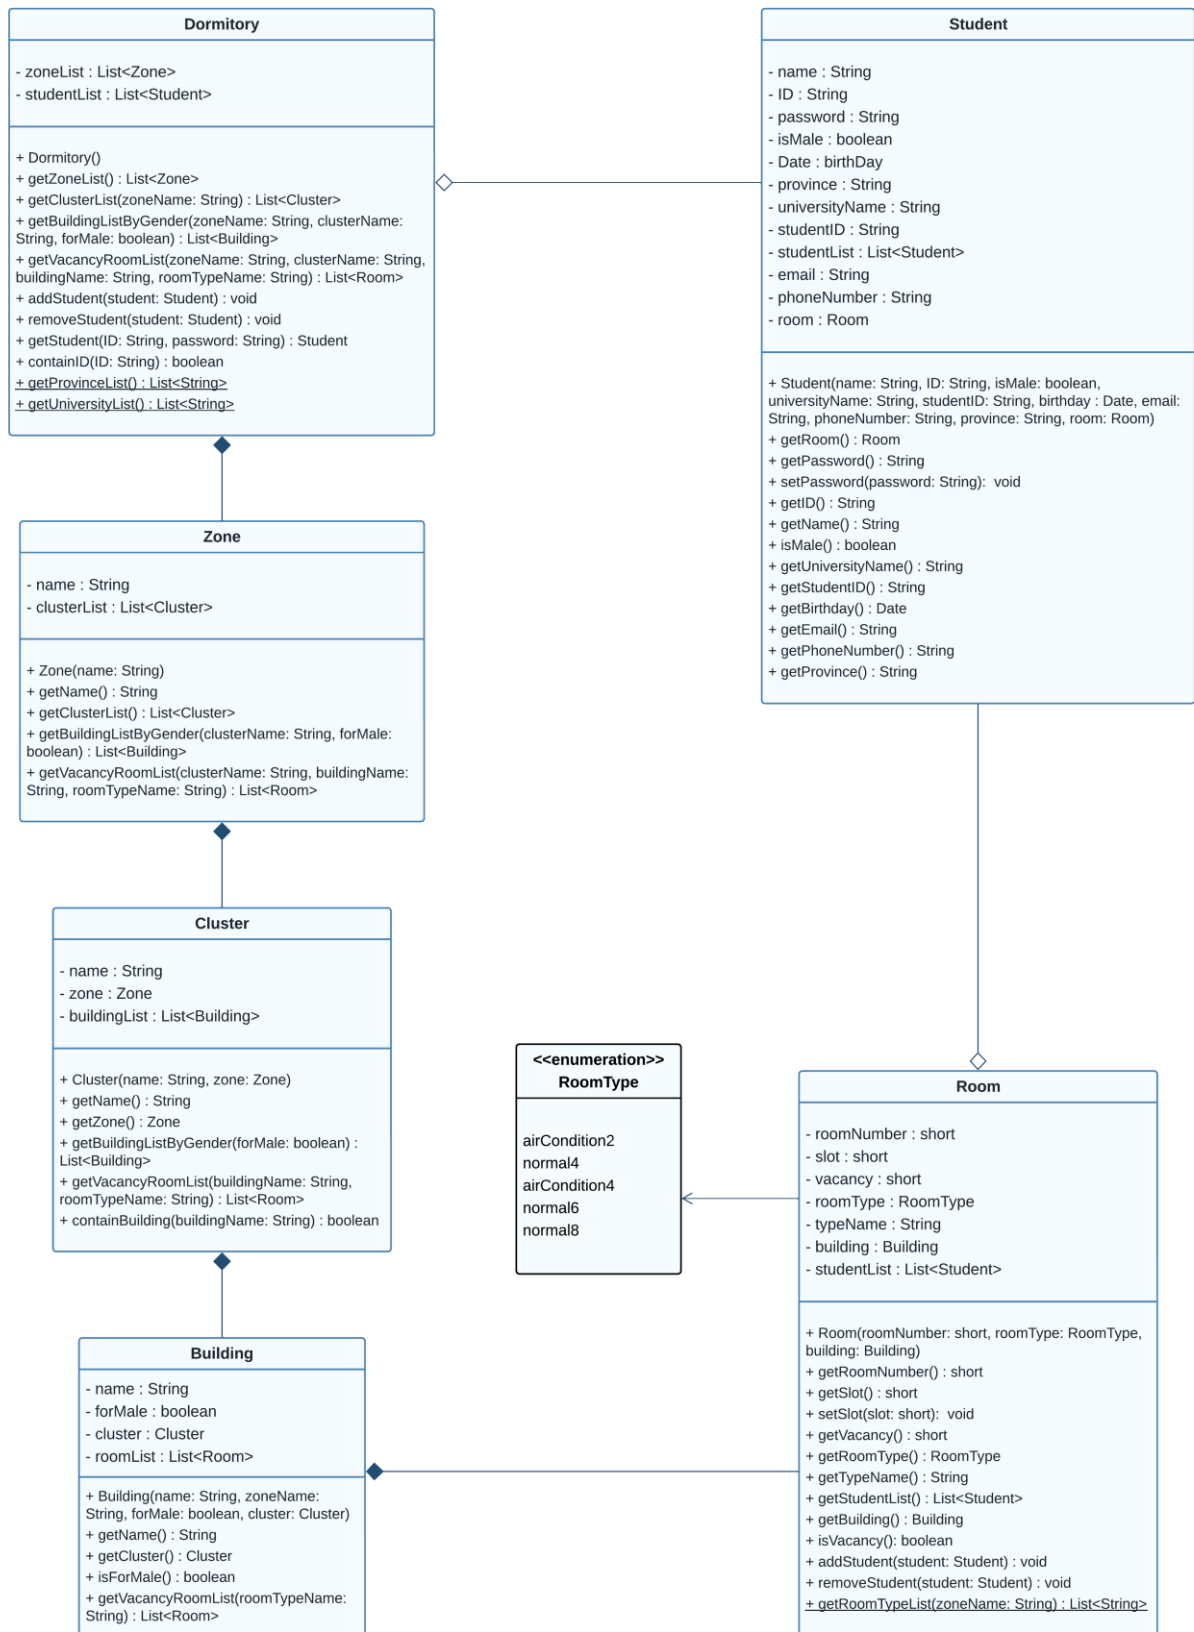 Dormitory
- zoneList : List<Zone>
- studentList : List<Student>
+ Dormitory()
+ getZoneList() : List<Zone>
+ getClusterList(zoneName: String) : List<Cluster>
+ getBuildingListByGender(zoneName: String, clusterName:
String, forMale: boolean) : List<Building>
+ getVacancyRoomList(zoneName: String, clusterName: String,
buildingName: String, roomTypeName: String) : List<Room>
+ addStudent(student: Student) : void
+ removeStudent(student: Student) : void
+ getStudent(ID: String, password: String) : Student
+ containID(ID: String) : boolean
+ getProvinceList() : List<String>
+ getUniversityList() : List<String>
Student
- name : String
- ID : String
- password : String
- isMale : boolean
- Date : birthDay
- province : String
- universityName : String
- studentID : String
- studentList : List<Student>
- email : String
- phoneNumber : String
- room : Room
+ Student(name: String, ID: String, isMale: boolean,
universityName: String, studentID: String, birthday : Date, email:
String, phoneNumber: String, province: String, room: Room)
+ getRoom() : Room
+ getPassword() : String
+ setPassword(password: String):  void
+ getID() : String
+ getName() : String
+ isMale() : boolean
+ getUniversityName() : String
+ getStudentID() : String
+ getBirthday() : Date
+ getEmail() : String
+ getPhoneNumber() : String
+ getProvince() : String
Zone
- name : String
- clusterList : List<Cluster>
+ Zone(name: String)
+ getName() : String
+ getClusterList() : List<Cluster>
+ getBuildingListByGender(clusterName: String, forMale:
boolean) : List<Building>
+ getVacancyRoomList(clusterName: String, buildingName:
String, roomTypeName: String) : List<Room>
Cluster
- name : String
- zone : Zone
- buildingList : List<Building>
+ Cluster(name: String, zone: Zone)
+ getName() : String
+ getZone() : Zone
+ getBuildingListByGender(forMale: boolean) :
List<Building>
+ getVacancyRoomList(buildingName: String,
roomTypeName: String) : List<Room>
+ containBuilding(buildingName: String) : boolean
<<enumeration>>
RoomType
airCondition2
normal4
airCondition4
normal6
normal8
Room
- roomNumber : short
- slot : short
- vacancy : short
- roomType : RoomType
- typeName : String
- building : Building
- studentList : List<Student>
+ Room(roomNumber: short, roomType: RoomType,
building: Building)
+ getRoomNumber() : short
+ getSlot() : short
+ setSlot(slot: short):  void
+ getVacancy() : short
+ getRoomType() : RoomType
+ getTypeName() : String
+ getStudentList() : List<Student>
+ getBuilding() : Building
+ isVacancy(): boolean
+ addStudent(student: Student) : void
+ removeStudent(student: Student) : void
+ getRoomTypeList(zoneName: String) : List<String>
Building
- name : String
- forMale : boolean
- cluster : Cluster
- roomList : List<Room>
+ Building(name: String, zoneName:
String, forMale: boolean, cluster: Cluster)
+ getName() : String
+ getCluster() : Cluster
+ isForMale() : boolean
+ getVacancyRoomList(roomTypeName:
String) : List<Room>